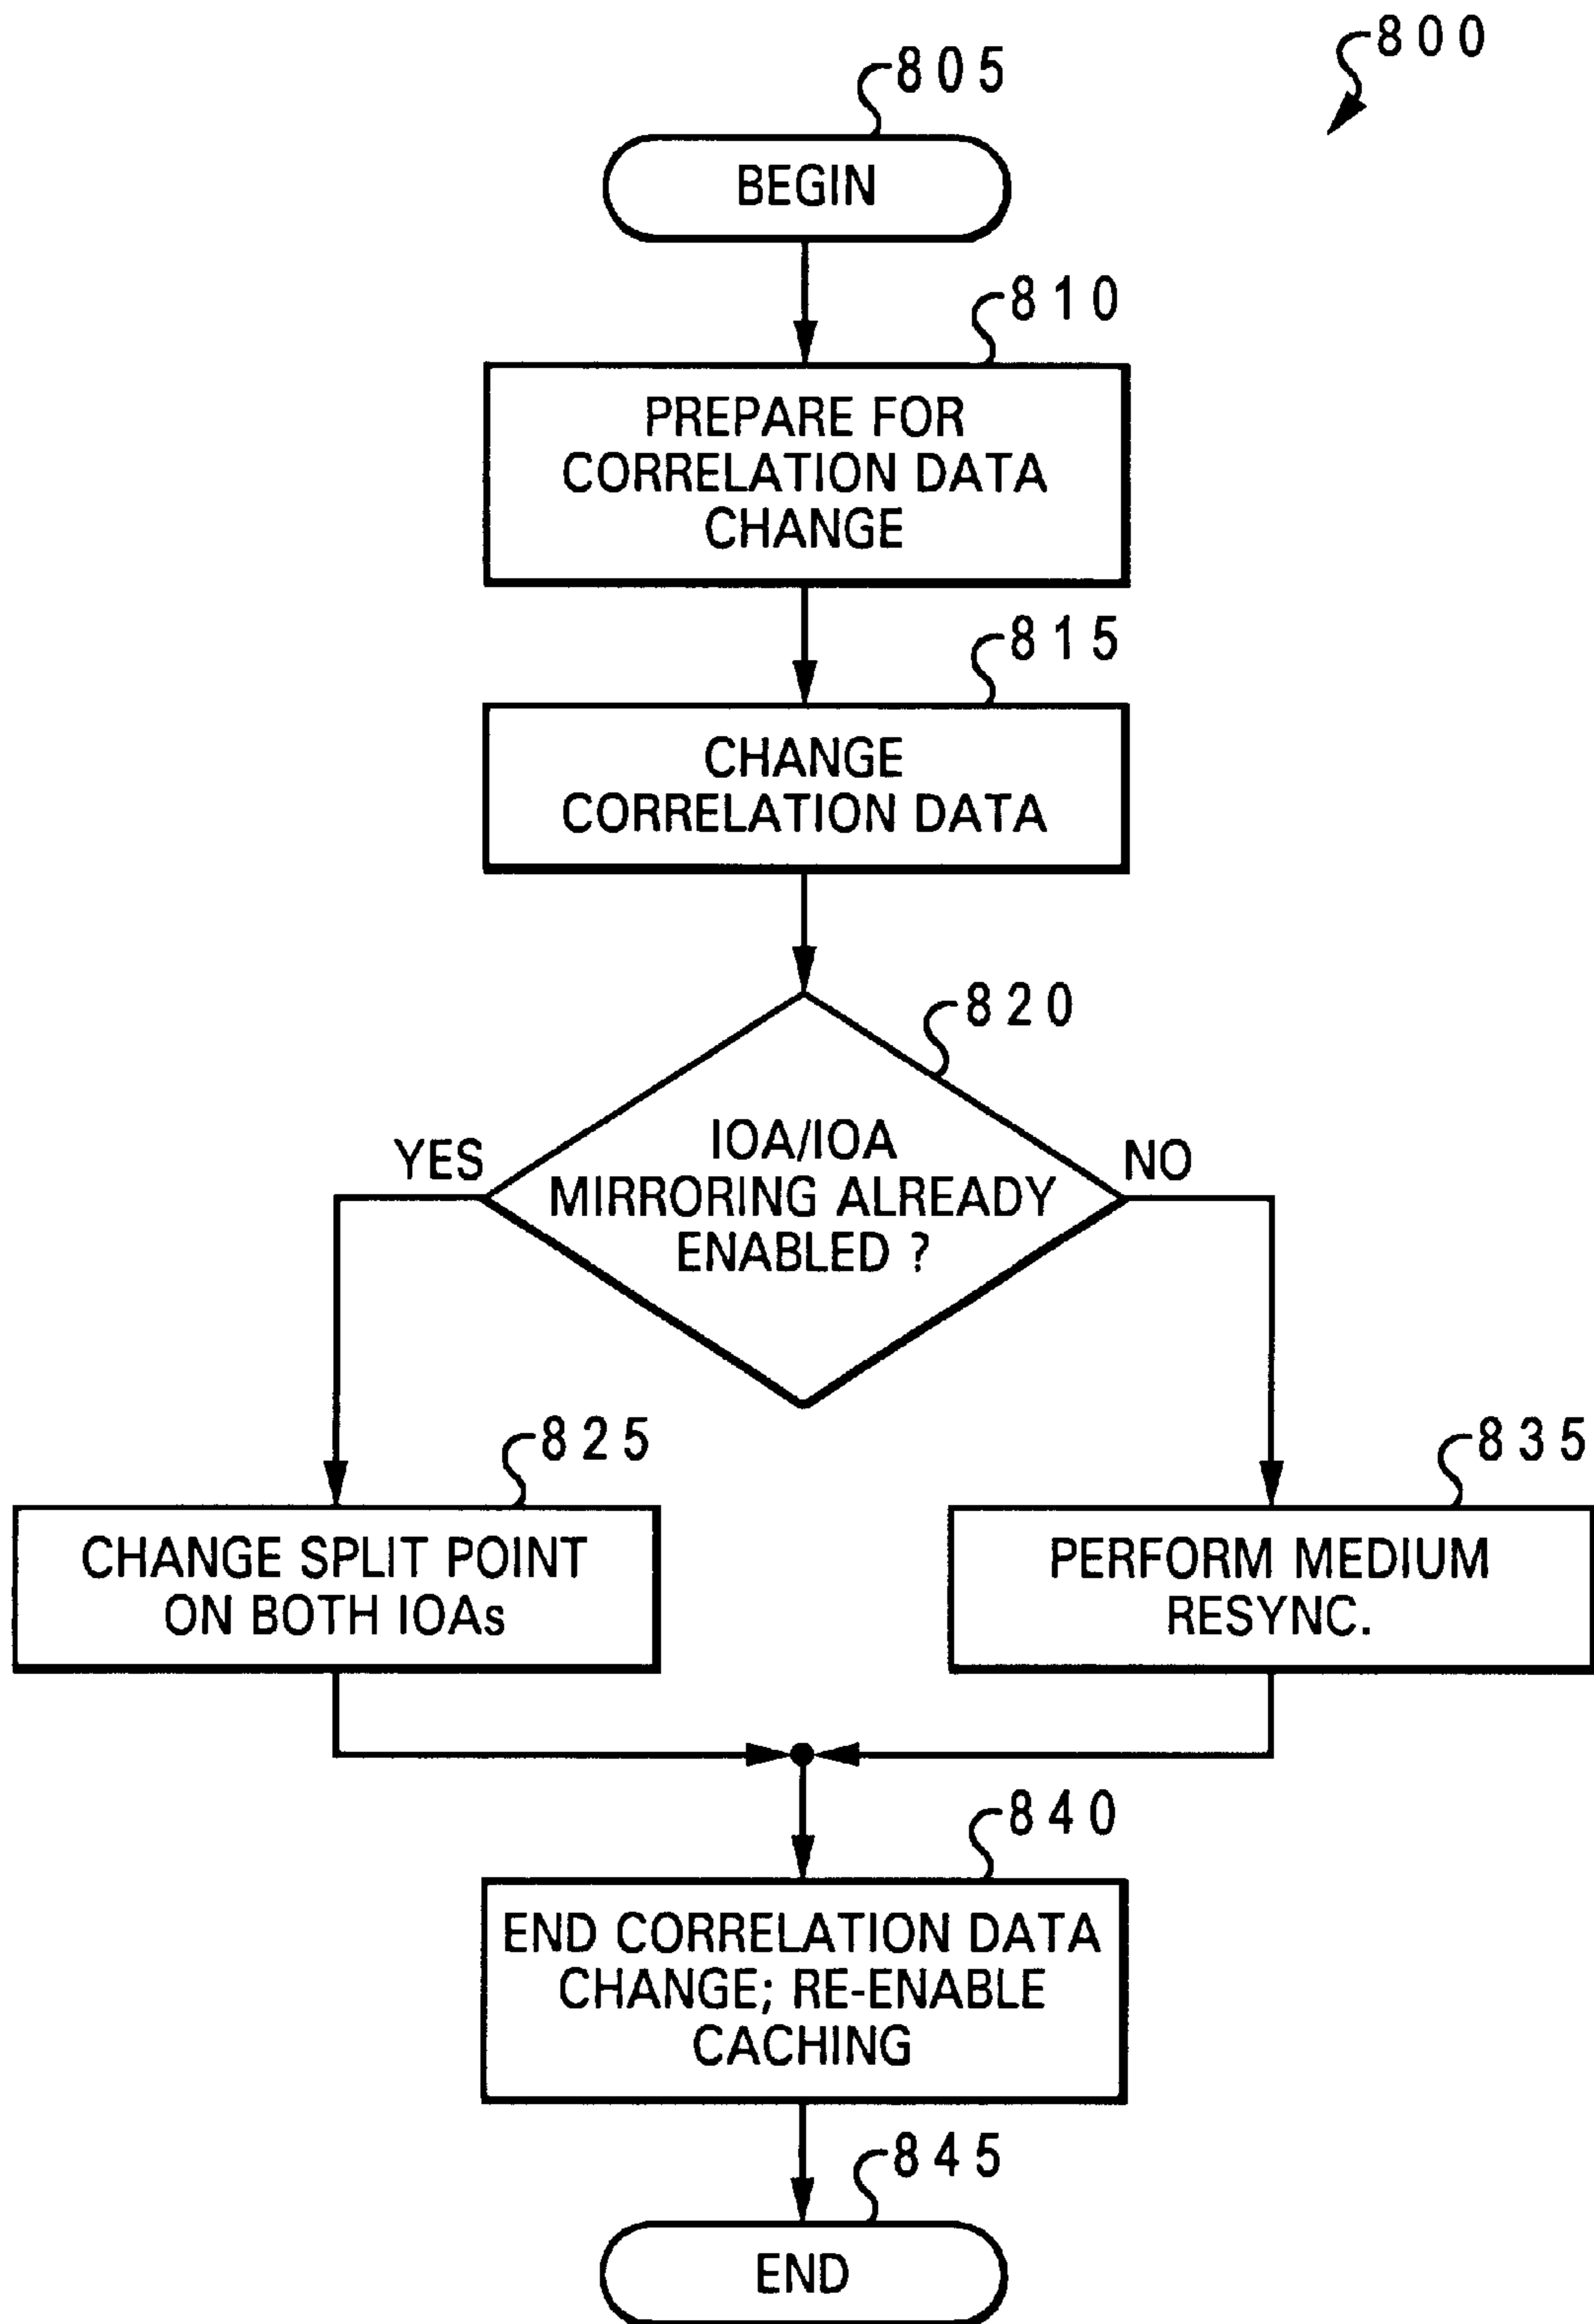 800
805
BEGIN
810
PREPARE FOR
CORRELATION DATA
CHANGE
815
CHANGE
CORRELATION DATA
820
IOA/IOA
MIRRORING ALREADY
ENABLED ?
YES
NO
825
CHANGE SPLIT POINT
ON BOTH IOAs
835
PERFORM MEDIUM
RESYNC.
840
END CORRELATION DATA
CHANGE; RE-ENABLE
CACHING
845
END